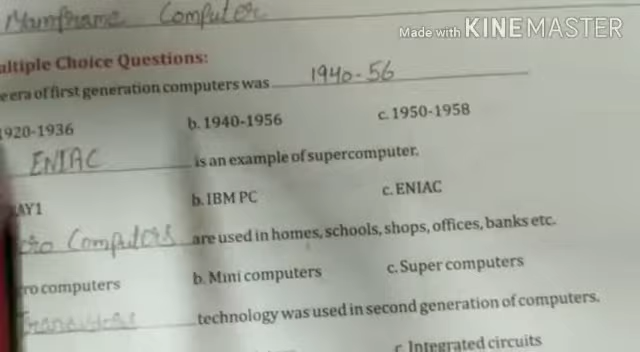 Mainframe Computer
Made with KINEMASTER
ultiple Choice Questions:
e era of first generation computers was 1940-56
1920-1936 b. 1940-1956 c. 1950-1958
ENIAC is an example of supercomputer.
AY1 b. IBM PC c. ENIAC
cro Computers are used in homes, schools, shops, offices, banks etc.
ro computers b. Mini computers c. Super computers
technology was used in second generation of computers.
c. Integrated circuits